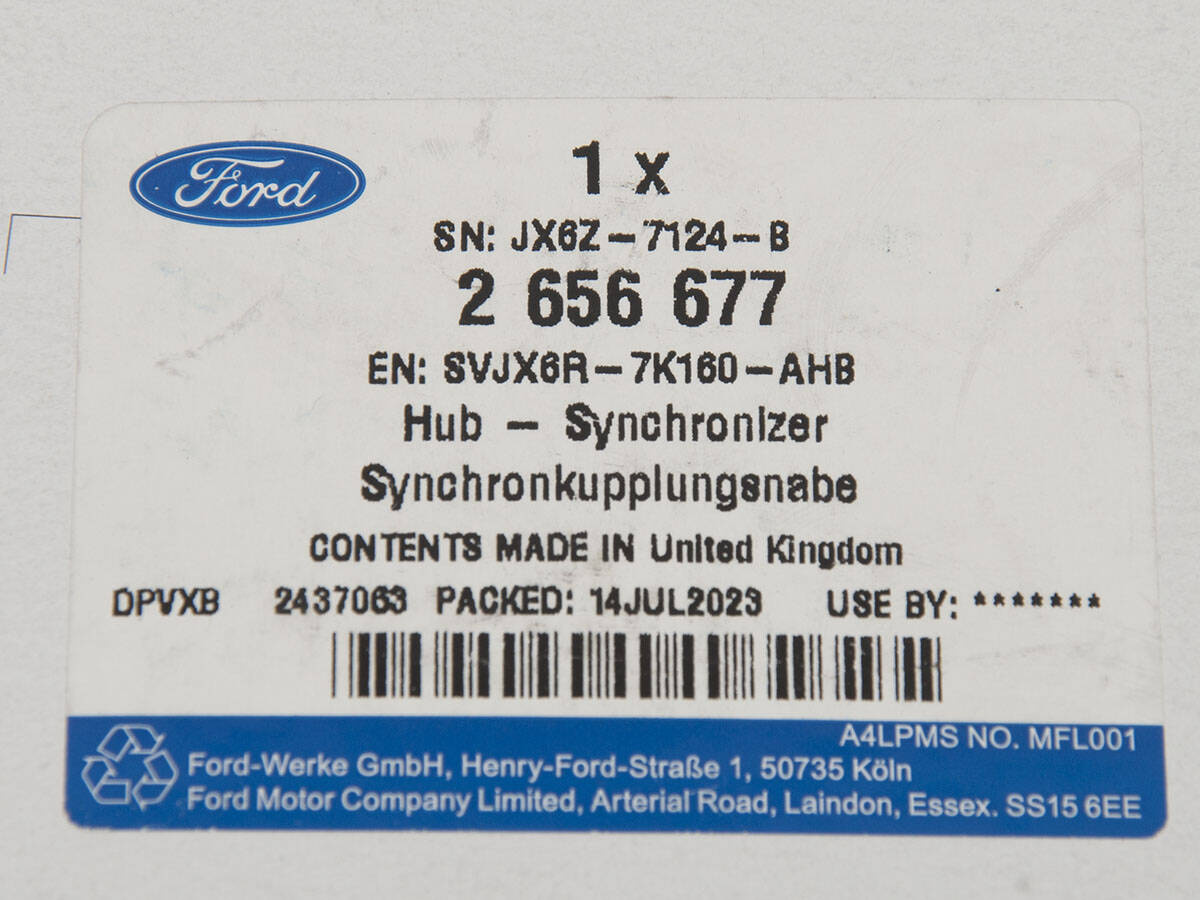 Ford
1 x
SN: JX6Z-7124-B
2 656 677
EN: SVJX6R-7K160-AHB
Hub - Synchronizer
Synchronkupplungsnabe
CONTENTS MADE IN United Kingdom
DPVXB 2437063 PACKED: 14JUL2023 USE BY: *******
A4LPMS NO. MFL001
Ford-Werke GmbH, Henry-Ford-Straße 1, 50735 Köln
Ford Motor Company Limited, Arterial Road, Laindon, Essex. SS15 6EE